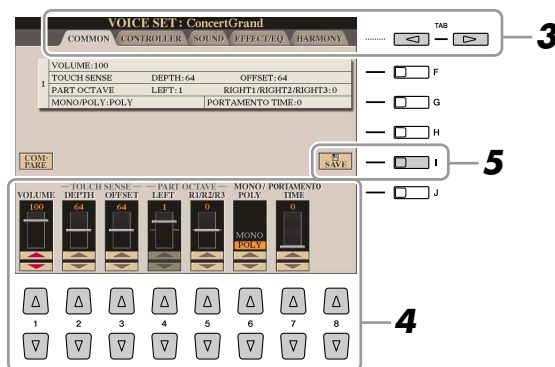 VOICE SET : ConcertGrand
COMMON CONTROLLER SOUND EFFECT/EQ HARMONY
TAB
3
1
VOLUME:100
TOUCH SENSE DEPTH:64 OFFSET:64
PART OCTAVE LEFT:1 RIGHT1/RIGHT2/RIGHT3:0
MONO/POLY:POLY PORTAMENTO TIME:0
F
G
H
I
J
5
COM-
PARE
SAVE
TOUCH SENSE PART OCTAVE MONO/ PORTAMENTO
VOLUME DEPTH OFFSET LEFT R1/R2/R3 POLY TIME
100 64 64 1 0 0
MONO
POLY
1 2 3 4 5 6 7 8
4